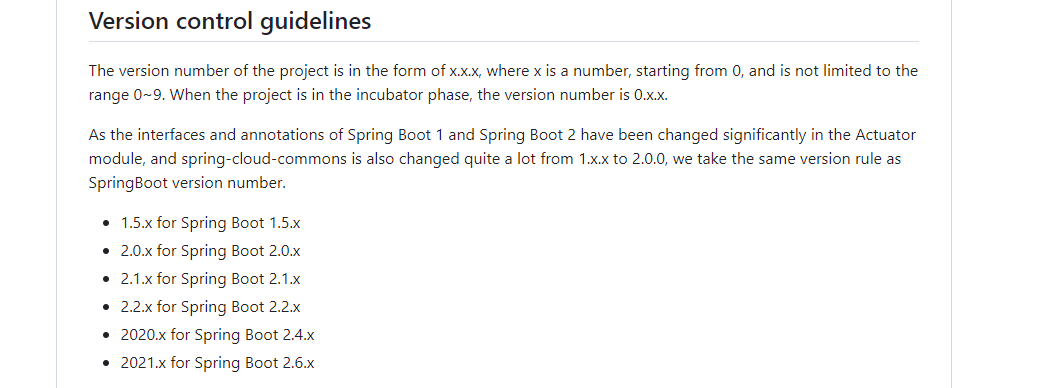 Version control guidelines
The version number of the project is in the form of x.x.x, where x is a number, starting from 0, and is not limited to the
range 0~9. When the project is in the incubator phase, the version number is 0.x.x.
As the interfaces and annotations of Spring Boot 1 and Spring Boot 2 have been changed significantly in the Actuator
module, and spring-cloud-commons is also changed quite a lot from 1.x.x to 2.0.0, we take the same version rule as
SpringBoot version number.
• 1.5.x for Spring Boot 1.5.x
• 2.0.x for Spring Boot 2.0.x
• 2.1.x for Spring Boot 2.1.x
• 2.2.x for Spring Boot 2.2.x
• 2020.x for Spring Boot 2.4.x
• 2021.x for Spring Boot 2.6.x